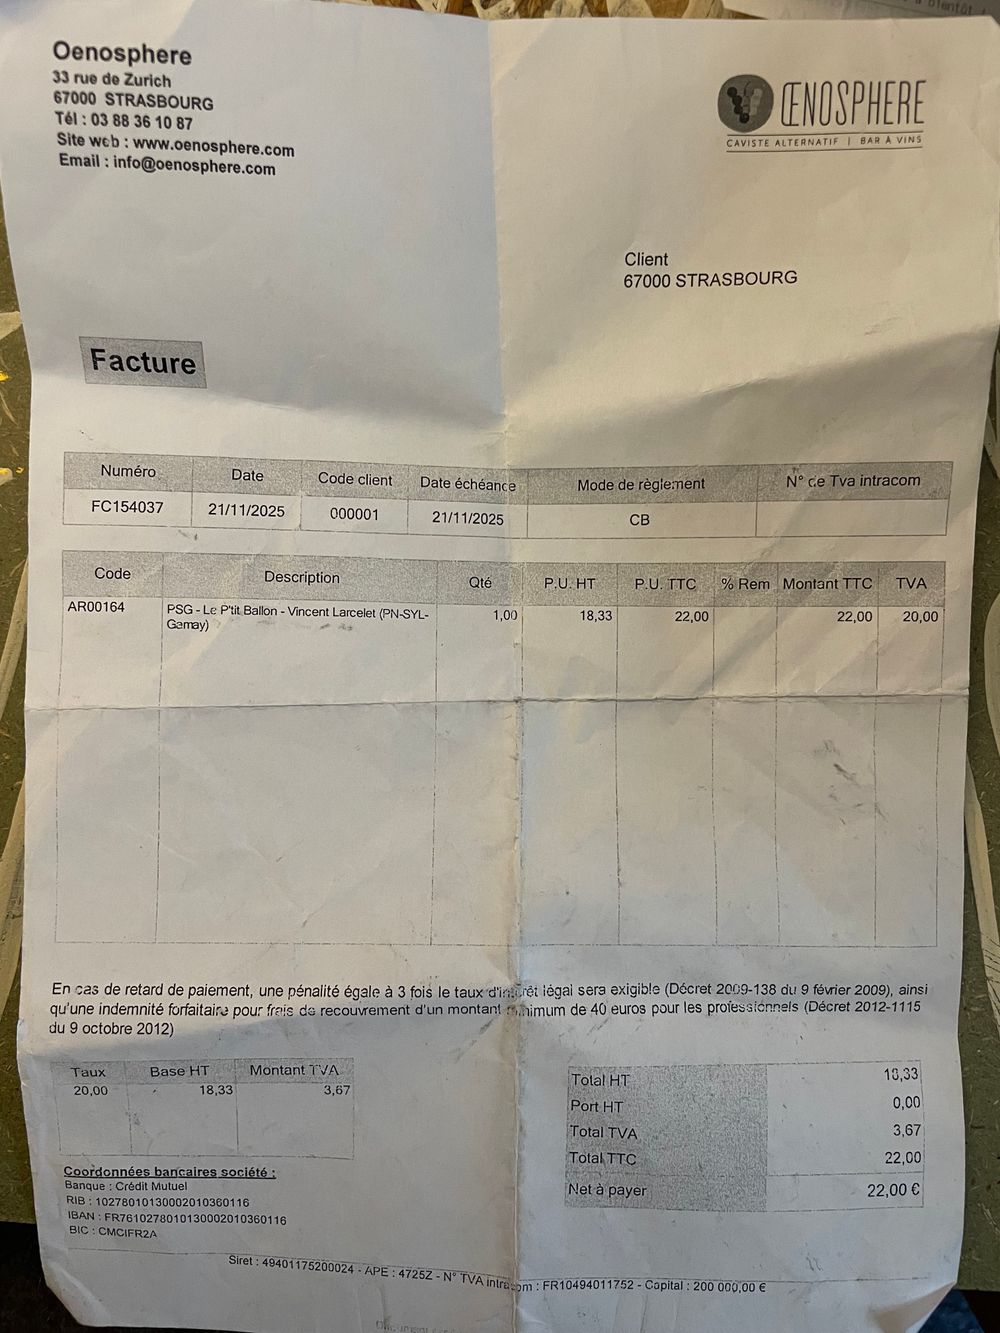 Oenosphere
33 rue de Zurich
67000 STRASBOURG
Tél : 03 88 36 10 87
Site web : www.oenosphere.com
Email : info@oenosphere.com
ŒNOSPHERE
CAVISTE ALTERNATIF | BAR À VINS
Client
67000 STRASBOURG
Facture
Numéro Date Code client Date échéance Mode de règlement N° de Tva intracom
FC154037 21/11/2025 000001 21/11/2025 CB
Code Description Qté P.U. HT P.U. TTC % Rem Montant TTC TVA
AR00164 PSG - Le P'tit Ballon - Vincent Larcelet (PN-SYL- 1,00 18,33 22,00 22,00 20,00
Gamay)
En cas de retard de paiement, une pénalité égale à 3 fois le taux d'intérêt légal sera exigible (Décret 2009-138 du 9 février 2009), ainsi
qu'une indemnité forfaitaire pour frais de recouvrement d'un montant minimum de 40 euros pour les professionnels (Décret 2012-1115
du 9 octobre 2012)
Taux Base HT Montant TVA
20,00 18,33 3,67
Total HT 18,33
Port HT 0,00
Total TVA 3,67
Total TTC 22,00
Net à payer 22,00 €
Coordonnées bancaires société :
Banque : Crédit Mutuel
RIB : 10278010130002010360116
IBAN : FR7610278010130002010360116
BIC : CMCIFR2A
Siret : 49401175200024 - APE : 4725Z - N° TVA intracom : FR10494011752 - Capital : 200 000,00 €